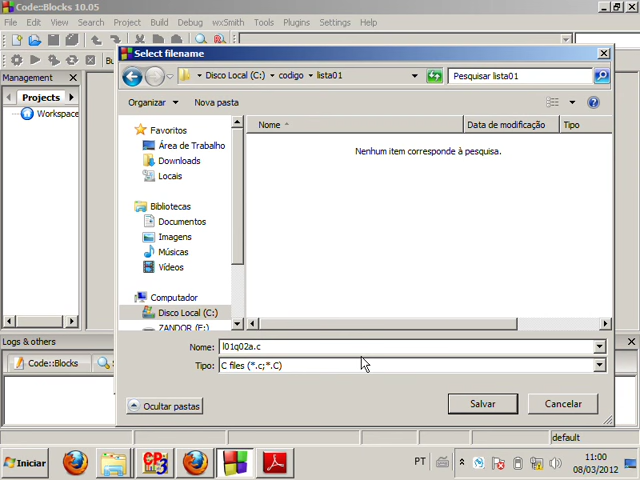 Code::Blocks 10.05
File Edit View Search Project Build Debug wxSmith Tools Plugins Settings Help
Select filename
Disco Local (C:) codigo lista01
Pesquisar lista01
Organizar Nova pasta
Management
Projects
Workspace
Favoritos
Área de Trabalho
Downloads
Locais
Bibliotecas
Documentos
Imagens
Músicas
Vídeos
Computador
Disco Local (C:)
ZANDOR (E:)
Nome Data de modificação Tipo
Nenhum item corresponde à pesquisa.
Nome: l01q02a.c
Tipo: C files (*.c;*.C)
Ocultar pastas Salvar Cancelar
Logs & others
Code::Blocks
default
Iniciar
PT
11:00
08/03/2012